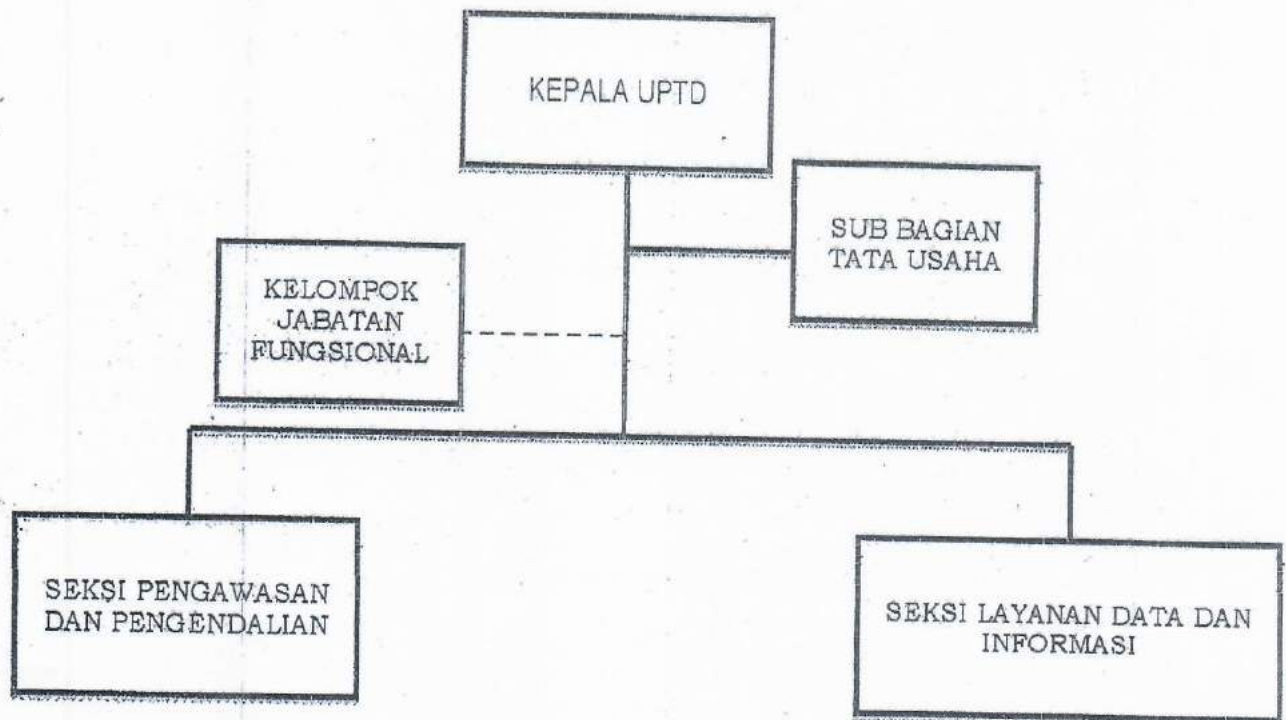 KEPALA UPTD
SUB BAGIAN
TATA USAHA
KELOMPOK
JABATAN
FUNGSIONAL
SEKSI PENGAWASAN
DAN PENGENDALIAN
SEKSI LAYANAN DATA DAN
INFORMASI